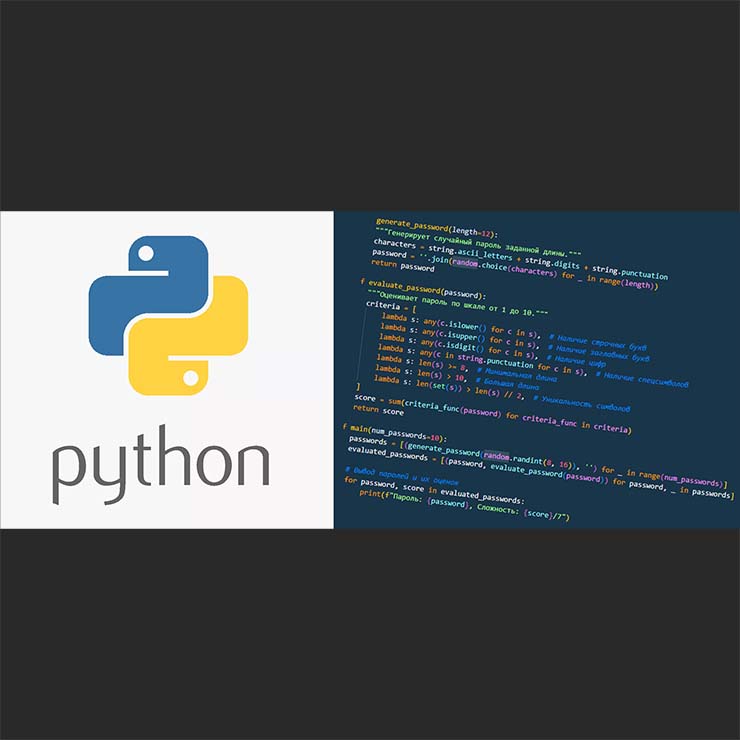 python
generate_password(length=12):
"""Генерирует случайный пароль заданной длины."""
characters = string.ascii_letters + string.digits + string.punctuation
password = ''.join(random.choice(characters) for _ in range(length))
return password
f evaluate_password(password):
"""Оценивает пароль по шкале от 1 до 10."""
criteria = [
lambda s: any(c.islower() for c in s), # Наличие строчных букв
lambda s: any(c.isupper() for c in s), # Наличие заглавных букв
lambda s: any(c.isdigit() for c in s), # Наличие цифр
lambda s: any(c in string.punctuation for c in s), # Наличие спецсимволов
lambda s: len(s) >= 8, # Минимальная длина
lambda s: len(s) > 10, # Большая длина
lambda s: len(set(s)) > len(s) // 2, # Уникальность символов
]
score = sum(criteria_func(password) for criteria_func in criteria)
return score
f main(num_passwords=10):
passwords = [(generate_password(random.randint(8, 16)), '') for _ in range(num_passwords)]
evaluated_passwords = [(password, evaluate_password(password)) for password, _ in passwords]
# Вывод паролей и их оценок
for password, score in evaluated_passwords:
print(f"Пароль: {password}, Сложность: {score}/7")